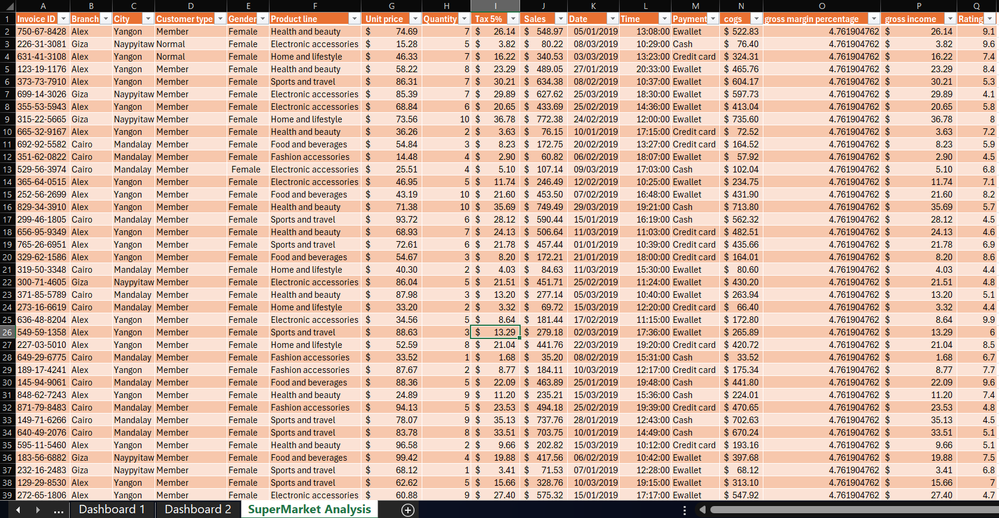 A B C D E F G H I J K L M N O P Q
1 Invoice ID Branch City Customer type Gender Product line Unit price Quantity Tax 5% Sales Date Time Payment cogs gross margin percentage gross income Rating
2 750-67-8428 Alex Yangon Member Female Health and beauty $ 74.69 7 $ 26.14 $ 548.97 05/01/2019 13:08:00 Ewallet $ 522.83 4.761904762 $ 26.14 9.1
3 226-31-3081 Giza Naypyitaw Normal Female Electronic accessories $ 15.28 5 $ 3.82 $ 80.22 08/03/2019 10:29:00 Cash $ 76.40 4.761904762 $ 3.82 9.6
4 631-41-3108 Alex Yangon Normal Female Home and lifestyle $ 46.33 7 $ 16.22 $ 340.53 03/03/2019 13:23:00 Credit card $ 324.31 4.761904762 $ 16.22 7.4
5 123-19-1176 Alex Yangon Member Female Health and beauty $ 58.22 8 $ 23.29 $ 489.05 27/01/2019 20:33:00 Ewallet $ 465.76 4.761904762 $ 23.29 8.4
6 373-73-7910 Alex Yangon Member Female Sports and travel $ 86.31 7 $ 30.21 $ 634.38 08/02/2019 10:37:00 Ewallet $ 604.17 4.761904762 $ 30.21 5.3
7 699-14-3026 Giza Naypyitaw Member Female Electronic accessories $ 85.39 7 $ 29.89 $ 627.62 25/03/2019 18:30:00 Ewallet $ 597.73 4.761904762 $ 29.89 4.1
8 355-53-5943 Alex Yangon Member Female Electronic accessories $ 68.84 6 $ 20.65 $ 433.69 25/02/2019 14:36:00 Ewallet $ 413.04 4.761904762 $ 20.65 5.8
9 315-22-5665 Giza Naypyitaw Member Female Home and lifestyle $ 73.56 10 $ 36.78 $ 772.38 24/02/2019 12:00:00 Ewallet $ 735.60 4.761904762 $ 36.78 8
10 665-32-9167 Alex Yangon Member Female Health and beauty $ 36.26 2 $ 3.63 $ 76.15 10/01/2019 17:15:00 Credit card $ 72.52 4.761904762 $ 3.63 7.2
11 692-92-5582 Cairo Mandalay Member Female Food and beverages $ 54.84 3 $ 8.23 $ 172.75 20/02/2019 13:27:00 Credit card $ 164.52 4.761904762 $ 8.23 5.9
12 351-62-0822 Cairo Mandalay Member Female Fashion accessories $ 14.48 4 $ 2.90 $ 60.82 06/02/2019 18:07:00 Ewallet $ 57.92 4.761904762 $ 2.90 4.5
13 529-56-3974 Cairo Mandalay Member Female Electronic accessories $ 25.51 4 $ 5.10 $ 107.14 09/03/2019 17:03:00 Cash $ 102.04 4.761904762 $ 5.10 6.8
14 365-64-0515 Alex Yangon Member Female Electronic accessories $ 46.95 5 $ 11.74 $ 246.49 12/02/2019 10:25:00 Ewallet $ 234.75 4.761904762 $ 11.74 7.1
15 252-56-2699 Alex Yangon Member Female Food and beverages $ 43.19 10 $ 21.60 $ 453.50 07/02/2019 16:48:00 Ewallet $ 431.90 4.761904762 $ 21.60 8.2
16 829-34-3910 Alex Yangon Member Female Health and beauty $ 71.38 10 $ 35.69 $ 749.49 29/03/2019 19:21:00 Cash $ 713.80 4.761904762 $ 35.69 5.7
17 299-46-1805 Cairo Mandalay Member Female Sports and travel $ 93.72 6 $ 28.12 $ 590.44 15/01/2019 16:19:00 Cash $ 562.32 4.761904762 $ 28.12 4.5
18 656-95-9349 Alex Yangon Member Female Health and beauty $ 68.93 7 $ 24.13 $ 506.64 11/03/2019 11:03:00 Credit card $ 482.51 4.761904762 $ 24.13 4.6
19 765-26-6951 Alex Yangon Member Female Sports and travel $ 72.61 6 $ 21.78 $ 457.44 01/01/2019 10:39:00 Credit card $ 435.66 4.761904762 $ 21.78 6.9
20 329-62-1586 Alex Yangon Member Female Food and beverages $ 54.67 3 $ 8.20 $ 172.21 21/01/2019 18:00:00 Credit card $ 164.01 4.761904762 $ 8.20 8.6
21 319-50-3348 Cairo Mandalay Member Female Home and lifestyle $ 40.30 2 $ 4.03 $ 84.63 11/03/2019 15:30:00 Ewallet $ 80.60 4.761904762 $ 4.03 4.4
22 300-71-4605 Giza Naypyitaw Member Female Electronic accessories $ 86.04 5 $ 21.51 $ 451.71 25/02/2019 11:24:00 Ewallet $ 430.20 4.761904762 $ 21.51 4.8
23 371-85-5789 Cairo Mandalay Member Female Health and beauty $ 87.98 3 $ 13.20 $ 277.14 05/03/2019 10:40:00 Ewallet $ 263.94 4.761904762 $ 13.20 5.1
24 273-16-6619 Cairo Mandalay Member Female Home and lifestyle $ 33.20 2 $ 3.32 $ 69.72 15/03/2019 12:20:00 Credit card $ 66.40 4.761904762 $ 3.32 4.4
25 636-48-8204 Alex Yangon Member Female Electronic accessories $ 34.56 5 $ 8.64 $ 181.44 17/02/2019 11:15:00 Ewallet $ 172.80 4.761904762 $ 8.64 9.9
26 549-59-1358 Alex Yangon Member Female Sports and travel $ 88.63 3 $ 13.29 $ 279.18 02/03/2019 17:36:00 Ewallet $ 265.89 4.761904762 $ 13.29 6
27 227-03-5010 Alex Yangon Member Female Home and lifestyle $ 52.59 8 $ 21.04 $ 441.76 22/03/2019 19:20:00 Credit card $ 420.72 4.761904762 $ 21.04 8.5
28 649-29-6775 Cairo Mandalay Member Female Fashion accessories $ 33.52 1 $ 1.68 $ 35.20 08/02/2019 15:31:00 Cash $ 33.52 4.761904762 $ 1.68 6.7
29 189-17-4241 Alex Yangon Member Female Fashion accessories $ 87.67 2 $ 8.77 $ 184.11 10/03/2019 12:17:00 Credit card $ 175.34 4.761904762 $ 8.77 7.7
30 145-94-9061 Cairo Mandalay Member Female Food and beverages $ 88.36 5 $ 22.09 $ 463.89 25/01/2019 19:48:00 Cash $ 441.80 4.761904762 $ 22.09 9.6
31 848-62-7243 Alex Yangon Member Female Health and beauty $ 24.89 9 $ 11.20 $ 235.21 15/03/2019 15:36:00 Cash $ 224.01 4.761904762 $ 11.20 7.4
32 871-79-8483 Cairo Mandalay Member Female Fashion accessories $ 94.13 5 $ 23.53 $ 494.18 25/02/2019 19:39:00 Credit card $ 470.65 4.761904762 $ 23.53 4.8
33 149-71-6266 Cairo Mandalay Member Female Sports and travel $ 78.07 9 $ 35.13 $ 737.76 28/01/2019 12:43:00 Cash $ 702.63 4.761904762 $ 35.13 4.5
34 640-49-2076 Cairo Mandalay Member Female Sports and travel $ 83.78 8 $ 33.51 $ 703.75 10/01/2019 14:49:00 Cash $ 670.24 4.761904762 $ 33.51 5.1
35 595-11-5460 Alex Yangon Member Female Health and beauty $ 96.58 2 $ 9.66 $ 202.82 15/03/2019 10:12:00 Credit card $ 193.16 4.761904762 $ 9.66 5.1
36 183-56-6882 Giza Naypyitaw Member Female Food and beverages $ 99.42 4 $ 19.88 $ 417.56 06/02/2019 10:42:00 Ewallet $ 397.68 4.761904762 $ 19.88 7.5
37 232-16-2483 Giza Naypyitaw Member Female Sports and travel $ 68.12 1 $ 3.41 $ 71.53 07/01/2019 12:28:00 Ewallet $ 68.12 4.761904762 $ 3.41 6.8
38 129-29-8530 Alex Yangon Member Female Sports and travel $ 62.62 5 $ 15.66 $ 328.76 10/03/2019 19:15:00 Ewallet $ 313.10 4.761904762 $ 15.66 7
39 272-65-1806 Alex Yangon Member Female Electronic accessories $ 60.88 9 $ 27.40 $ 575.32 15/01/2019 17:17:00 Ewallet $ 547.92 4.761904762 $ 27.40 4.7
... Dashboard 1 Dashboard 2 SuperMarket Analysis